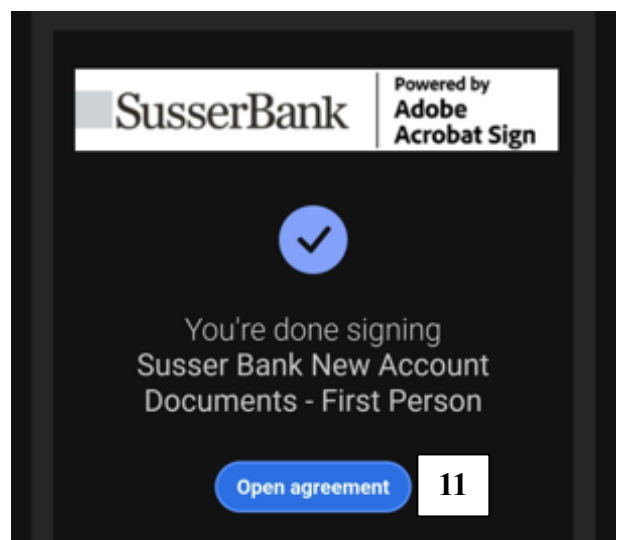 SusserBank
Powered by
Adobe
Acrobat Sign
You're done signing
Susser Bank New Account
Documents - First Person
Open agreement
11